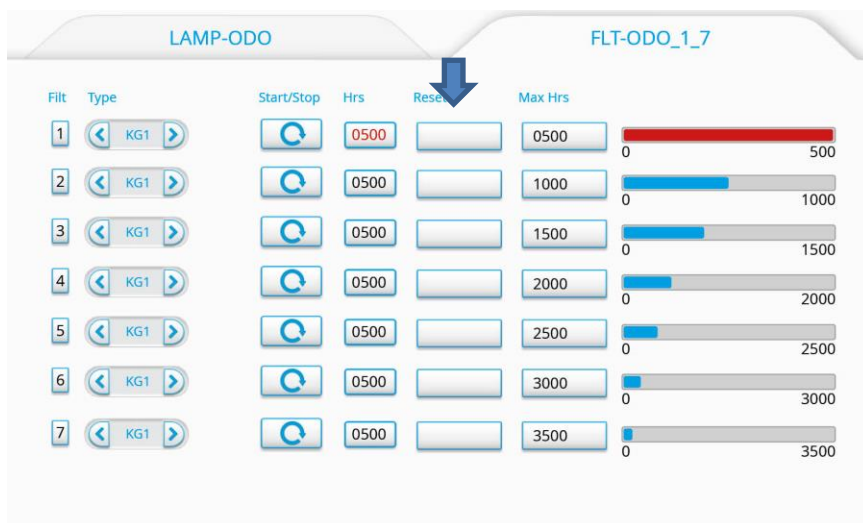 LAMP-ODO FLT-ODO_1_7
Filt Type Start/Stop Hrs Reset Max Hrs
1 KG1 0500 0500
0 500
2 KG1 0500 1000
0 1000
3 KG1 0500 1500
0 1500
4 KG1 0500 2000
0 2000
5 KG1 0500 2500
0 2500
6 KG1 0500 3000
0 3000
7 KG1 0500 3500
0 3500